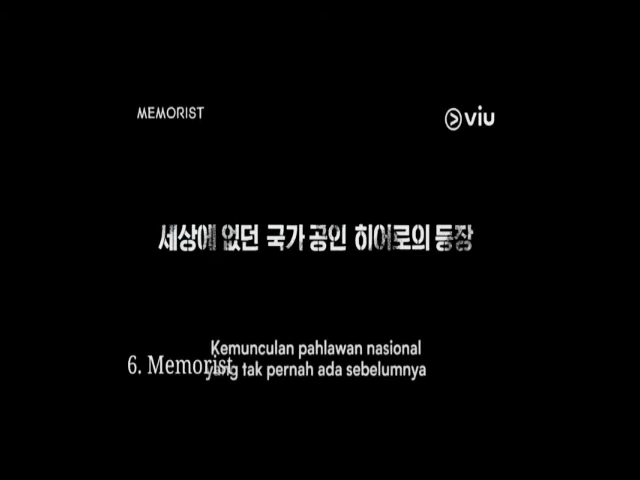 MEMORIST
viu
세상에 없던 국가 공인 히어로의 등장
Kemunculan pahlawan nasional
yang tak pernah ada sebelumnya
6. Memorist